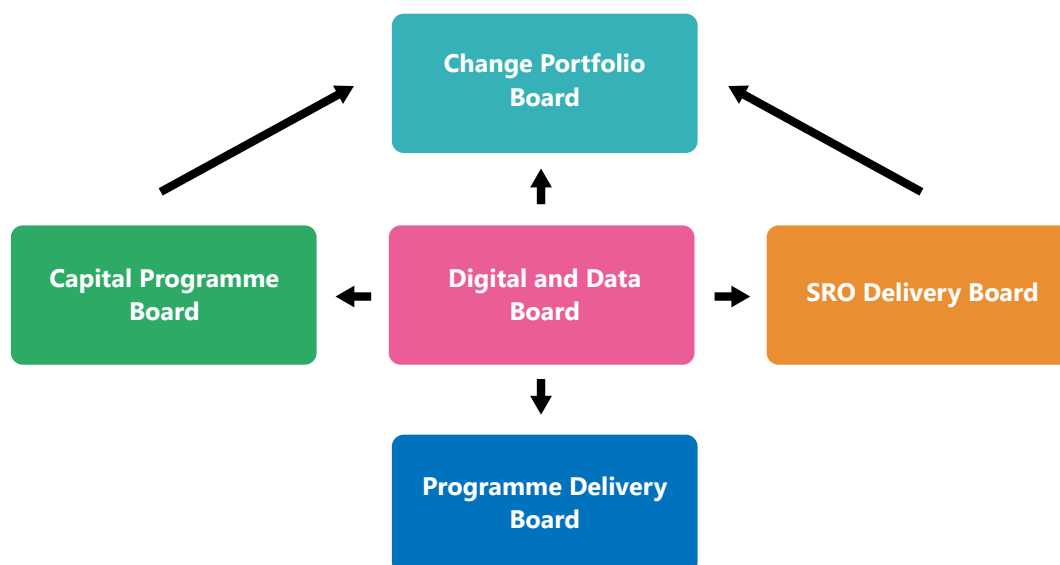 Change Portfolio
Board
Capital Programme
Board
Digital and Data
Board
SRO Delivery Board
Programme Delivery
Board